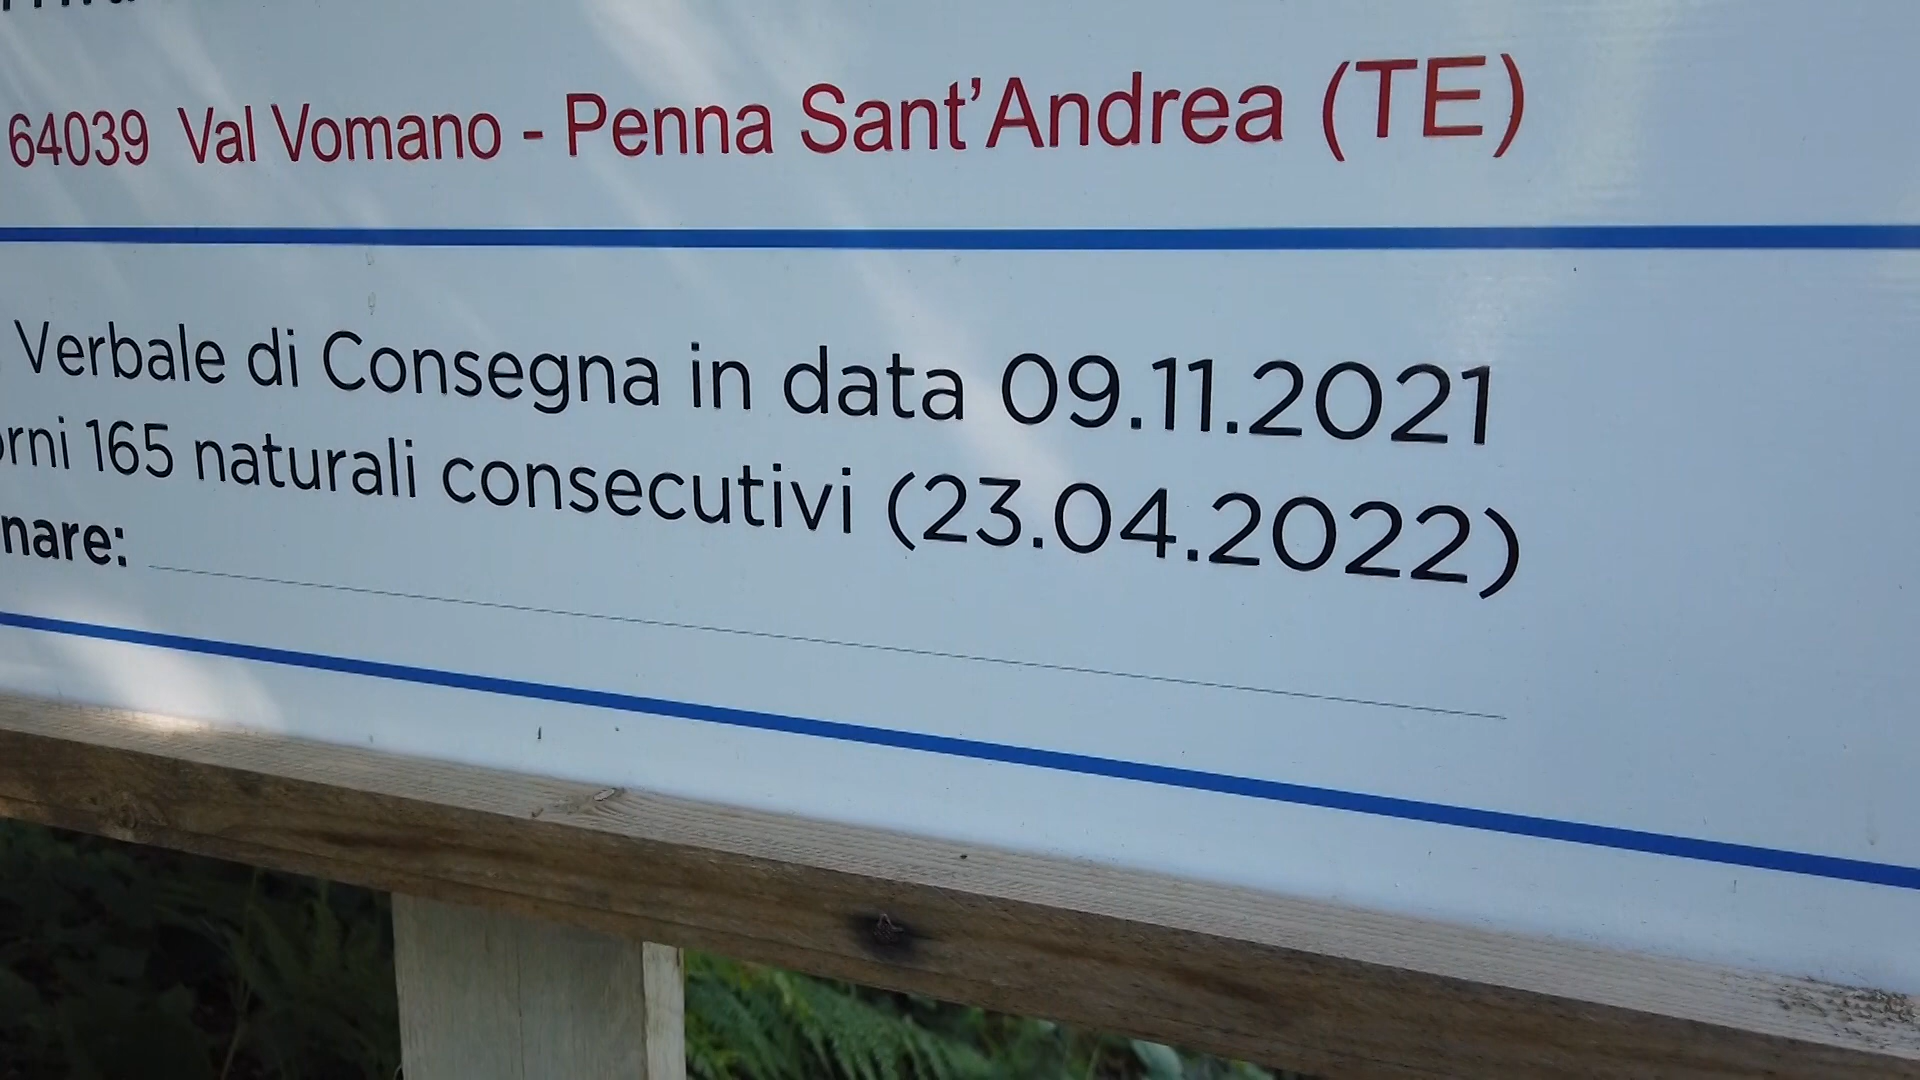 64039 Val Vomano - Penna Sant'Andrea (TE)
Verbale di Consegna in data 09.11.2021
orni 165 naturali consecutivi (23.04.2022)
nare: